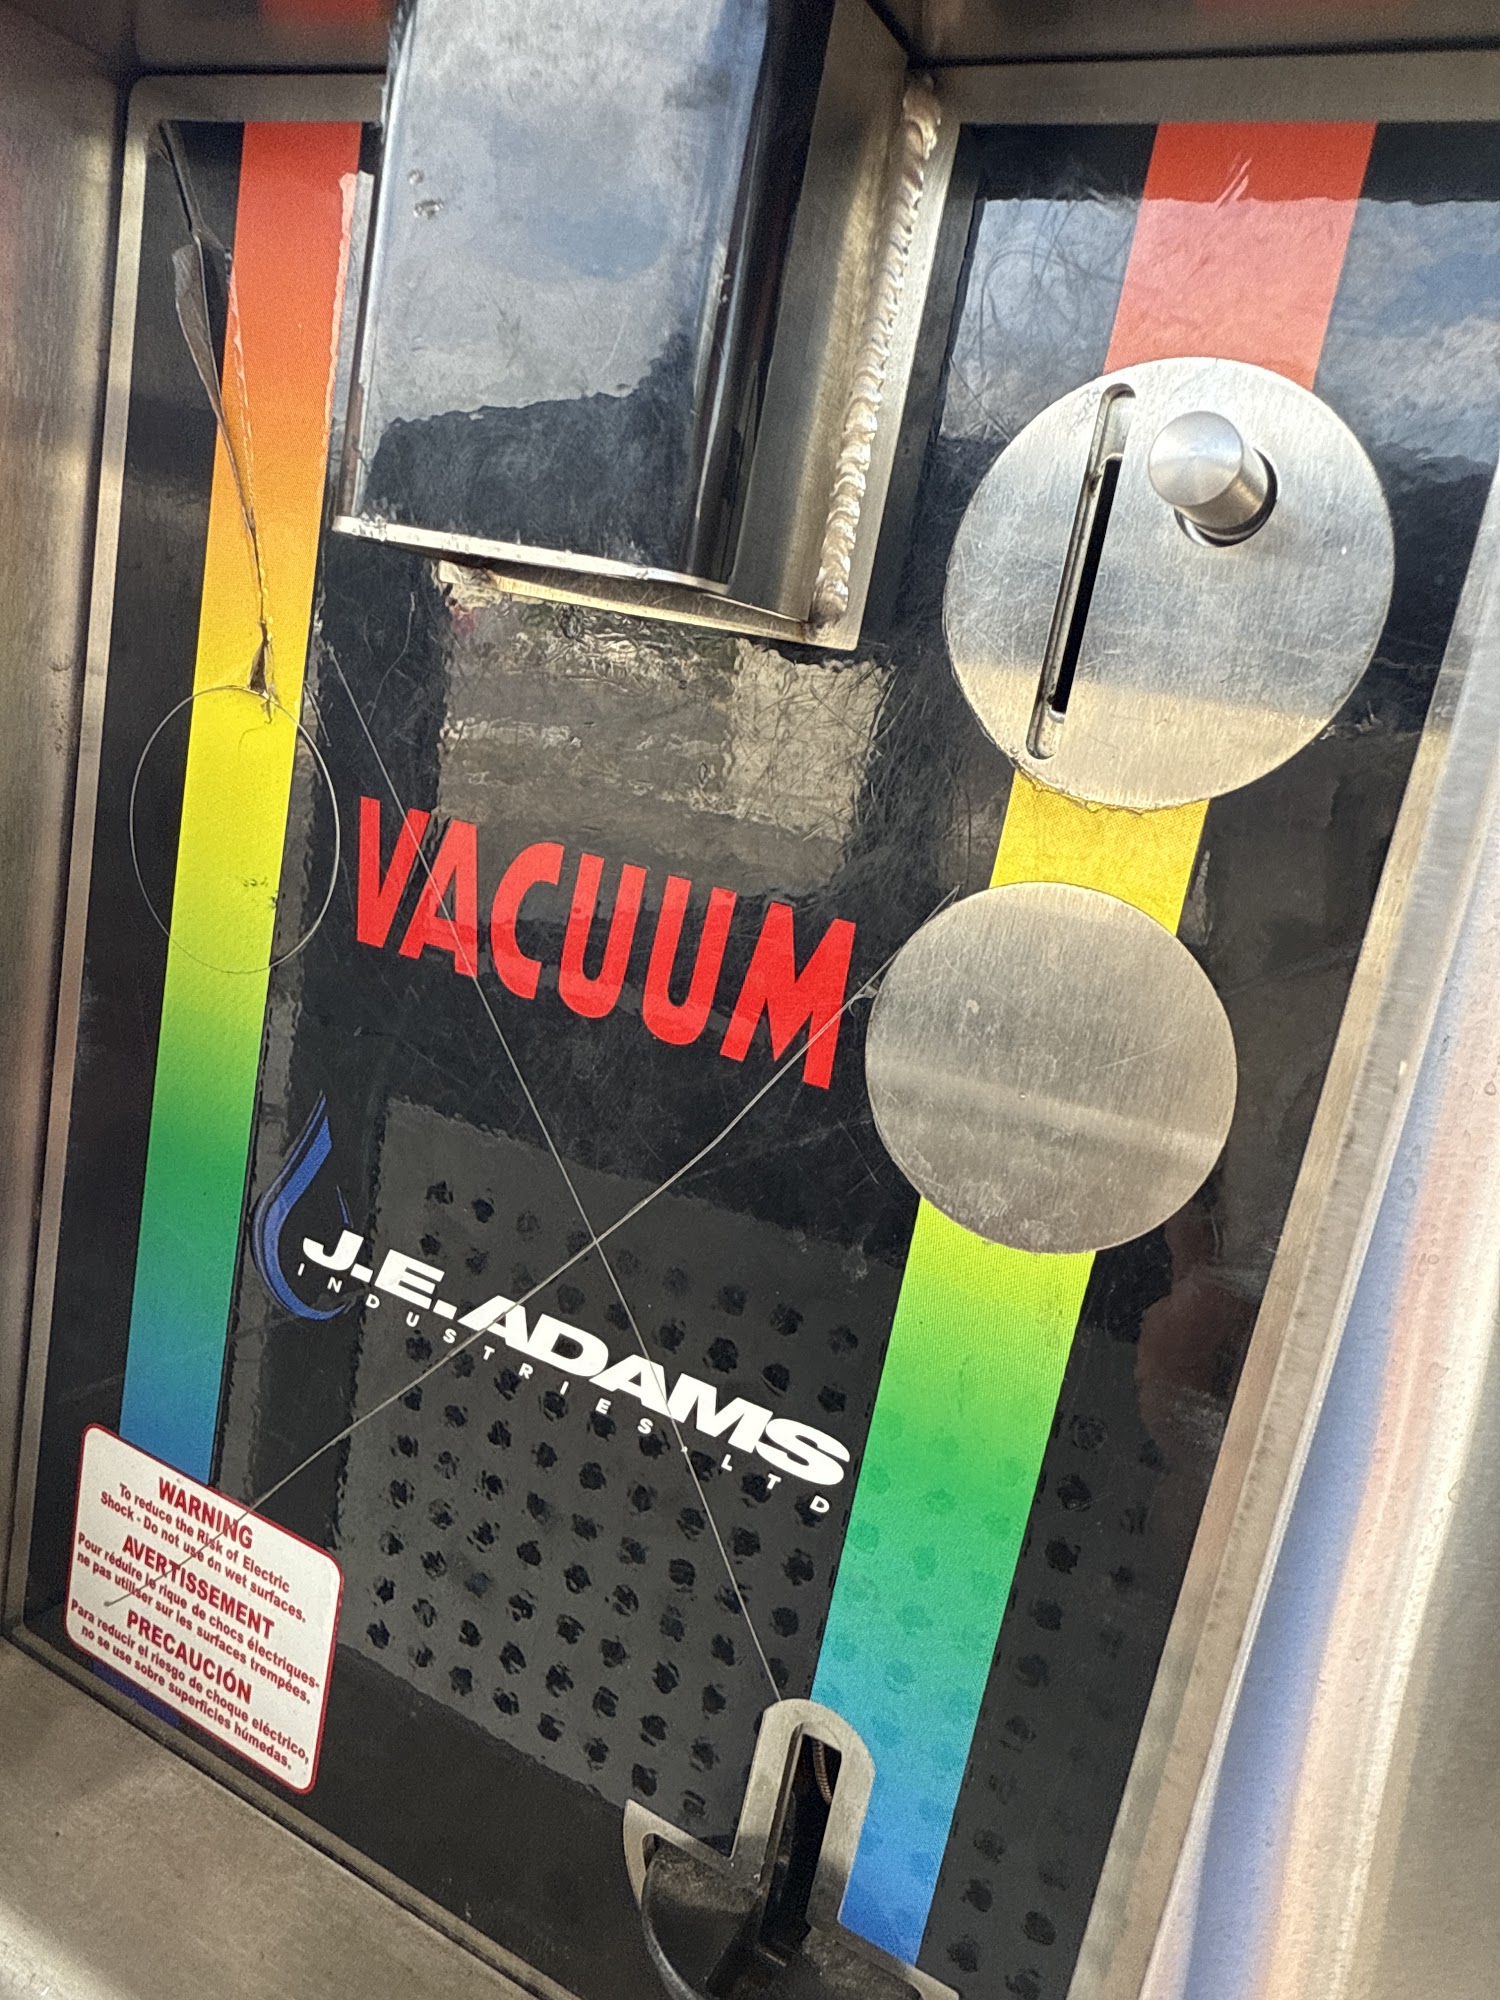 VACUUM
J.E. ADAMS
INDUSTRIES. LTD
WARNING
To reduce the Risk of Electric
Shock - Do not use on wet surfaces.
AVERTISSEMENT
Pour réduire le rique de chocs électriques-
ne pas utiliser sur les surfaces trempées.
PRECAUCIÓN
Para reducir el riesgo de choque eléctrico,
no se use sobre superficies húmedas.